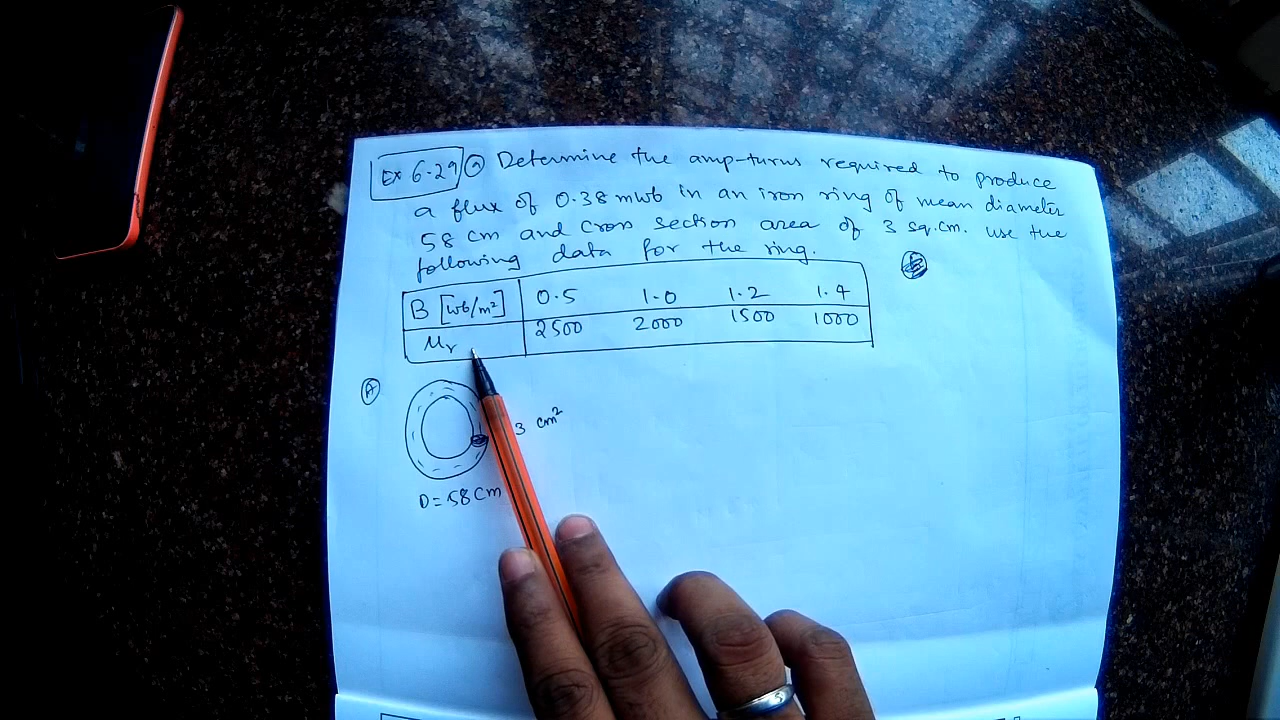 Ex 6.29 Q Determine the amp-turns required to produce
a flux of 0.38 mwb in an iron ring of mean diameter
58 cm and cross section area of 3 sq.cm. use the
following data for the ring.
B [wb/m²] 0.5 1.0 1.2 1.4
μr 2500 2000 1500 1000
A
3 cm²
D = 58 cm